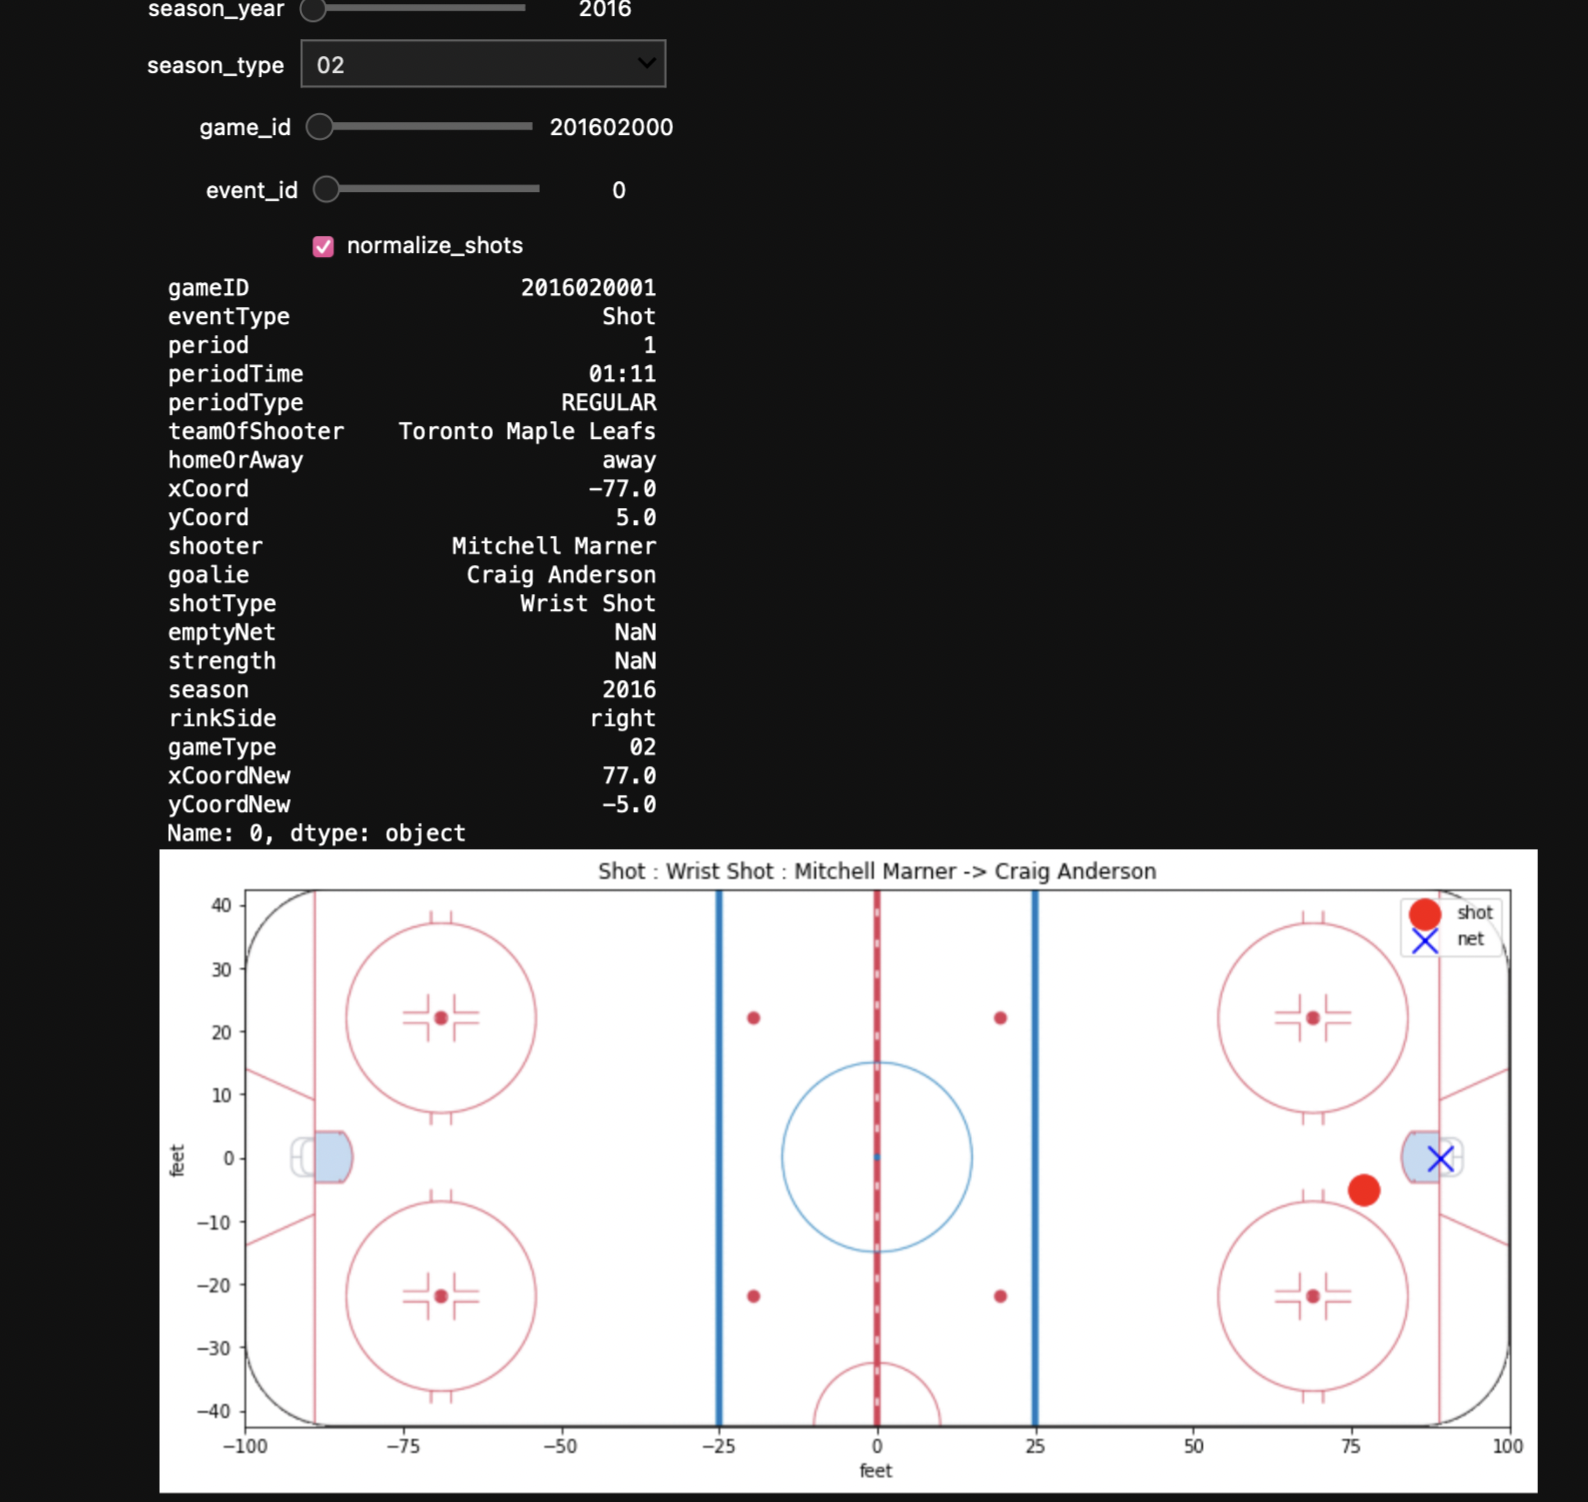 season_year 2016
season_type 02
game_id 201602000
event_id 0
normalize_shots
gameID 2016020001
eventType Shot
period 1
periodTime 01:11
periodType REGULAR
teamOfShooter Toronto Maple Leafs
homeOrAway away
xCoord −77.0
yCoord 5.0
shooter Mitchell Marner
goalie Craig Anderson
shotType Wrist Shot
emptyNet NaN
strength NaN
season 2016
rinkSide right
gameType 02
xCoordNew 77.0
yCoordNew −5.0
Name: 0, dtype: object
Shot : Wrist Shot : Mitchell Marner -> Craig Anderson
shot
net
40
30
20
10
0
−10
−20
−30
−40
feet
−100 −75 −50 −25 0 25 50 75 100
feet